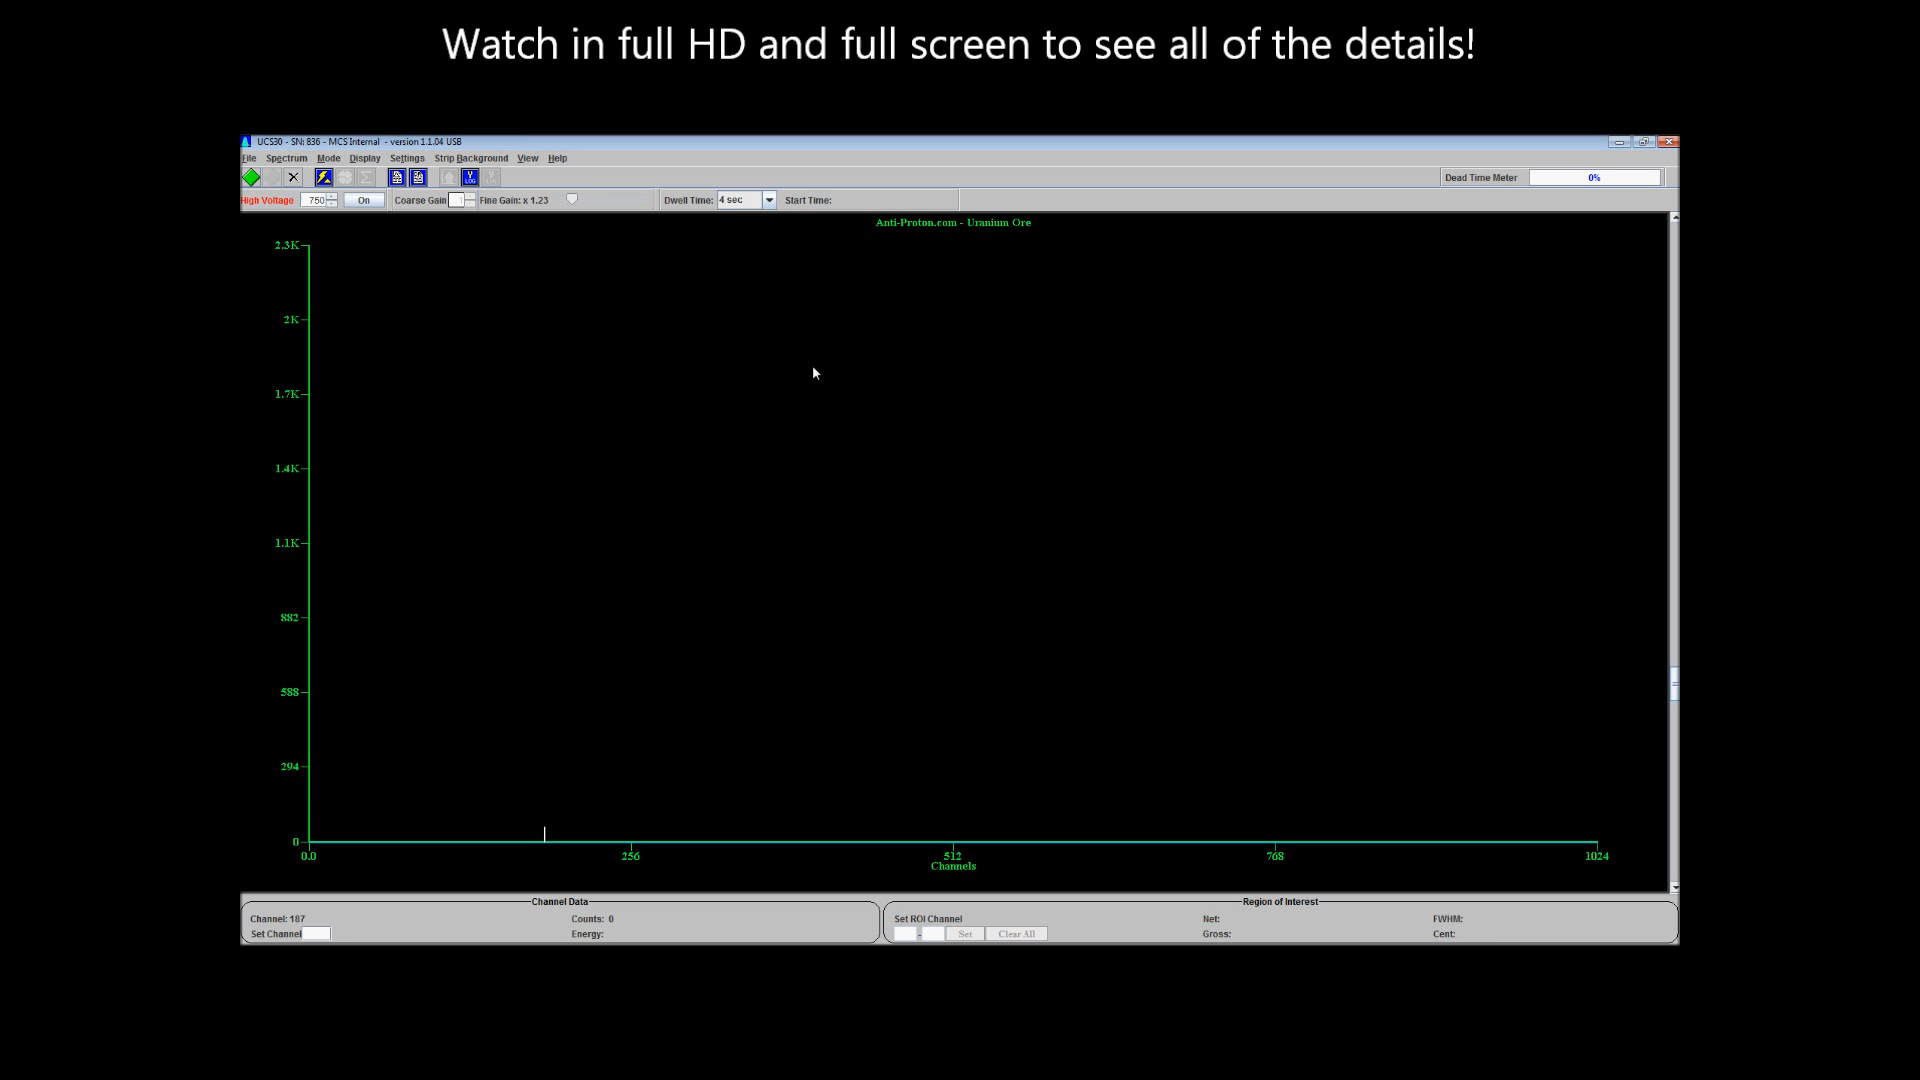 Watch in full HD and full screen to see all of the details!
UCS30 - SN: 836 - MCS Internal - version 1.1.04 USB
File Spectrum Mode Display Settings Strip Background View Help
Y LOG
Dead Time Meter 0%
High Voltage 750 On Coarse Gain 1 Fine Gain: x 1.23 Dwell Time: 4 sec Start Time:
Anti-Proton.com - Uranium Ore
2.3K
2K
1.7K
1.4K
1.1K
882
588
294
0
0.0 256 512 768 1024
Channels
Channel Data Region of Interest
Channel: 187 Counts: 0 Set ROI Channel Net: FWHM:
Set Channel Energy: - Set Clear All Gross: Cent: